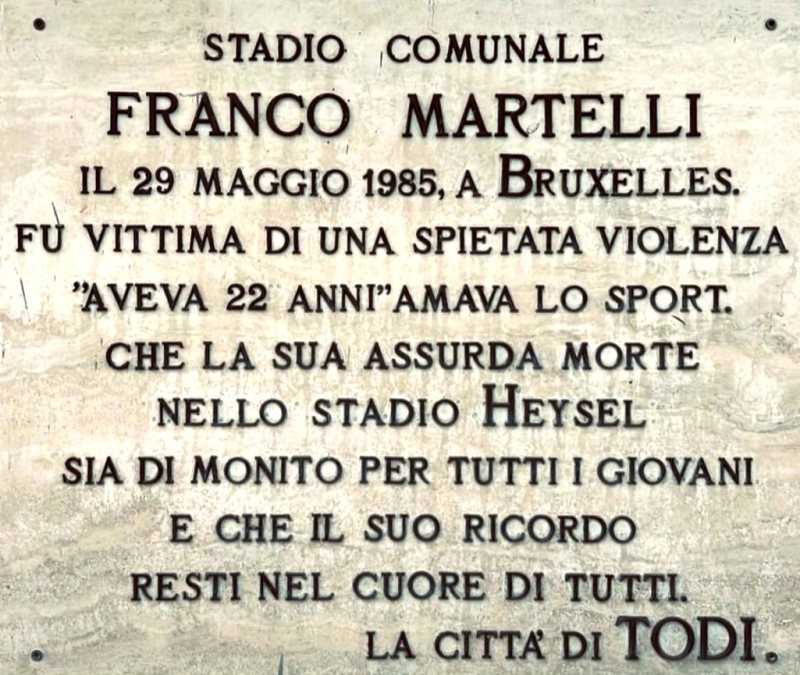 STADIO COMUNALE
FRANCO MARTELLI
IL 29 MAGGIO 1985, A BRUXELLES.
FÙ VITTIMA DI UNA SPIETATA VIOLENZA
"AVEVA 22 ANNI" AMAVA LO SPORT.
CHE LA SUA ASSURDA MORTE
NELLO STADIO HEYSEL
SIA DI MONITO PER TUTTI I GIOVANI
E CHE IL SUO RICORDO
RESTI NEL CUORE DI TUTTI.
LA CITTA' DI TODI.